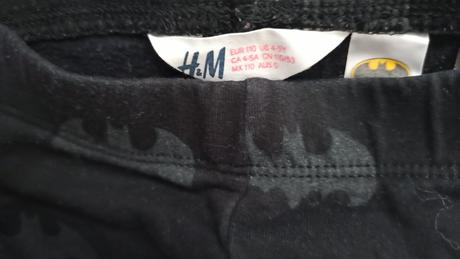 H&M
EUR 110 US 4-5Y
CA 4-5A CN 110/53
MX 110 AUS 5